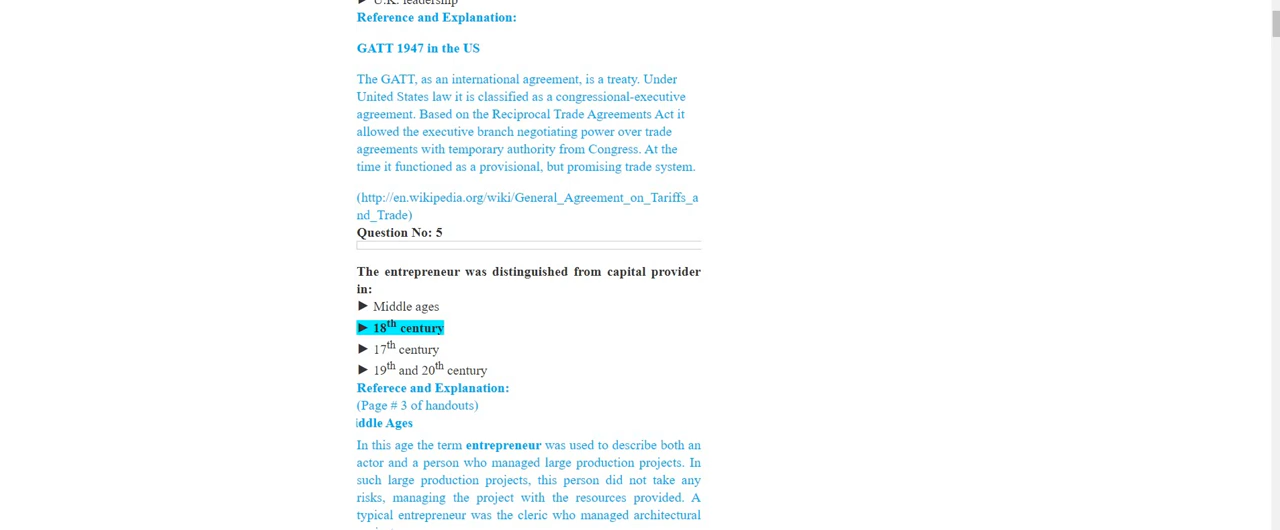 ► U.K. leadership
Reference and Explanation:
GATT 1947 in the US
The GATT, as an international agreement, is a treaty. Under
United States law it is classified as a congressional-executive
agreement. Based on the Reciprocal Trade Agreements Act it
allowed the executive branch negotiating power over trade
agreements with temporary authority from Congress. At the
time it functioned as a provisional, but promising trade system.
(http://en.wikipedia.org/wiki/General_Agreement_on_Tariffs_a
nd_Trade)
Question No: 5
The entrepreneur was distinguished from capital provider
in:
► Middle ages
► 18th century
► 17th century
► 19th and 20th century
Referece and Explanation:
(Page # 3 of handouts)
ddle Ages
In this age the term entrepreneur was used to describe both an
actor and a person who managed large production projects. In
such large production projects, this person did not take any
risks, managing the project with the resources provided. A
typical entrepreneur was the cleric who managed architectural